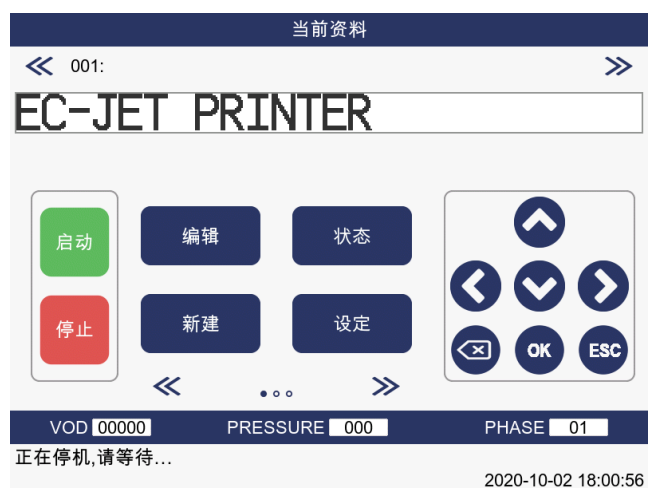 当前资料
001:
EC-JET PRINTER
启动
编辑
状态
停止
新建
设定
OK
ESC
VOD 00000 PRESSURE 000 PHASE 01
正在停机,请等待...
2020-10-02 18:00:56